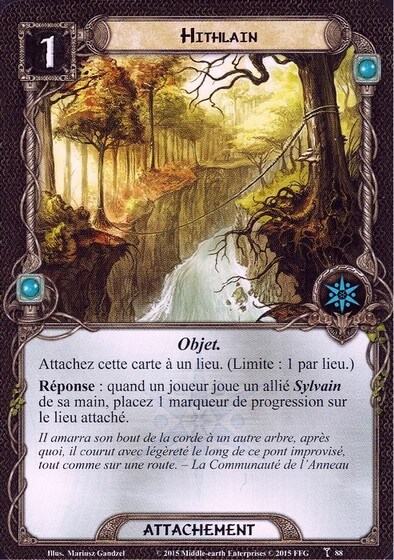 1
HITHLAIN
Objet.
Attachez cette carte à un lieu. (Limite : 1 par lieu.)
Réponse : quand un joueur joue un allié Sylvain
de sa main, placez 1 marqueur de progression sur
le lieu attaché.
Il amarra son bout de la corde à un autre arbre, après
quoi, il courut avec légèreté le long de ce pont improvisé,
tout comme sur une route. – La Communauté de l'Anneau
ATTACHEMENT
Illus. Mariusz Gandzel
© 2015 Middle-earth Enterprises © 2015 FFG
88